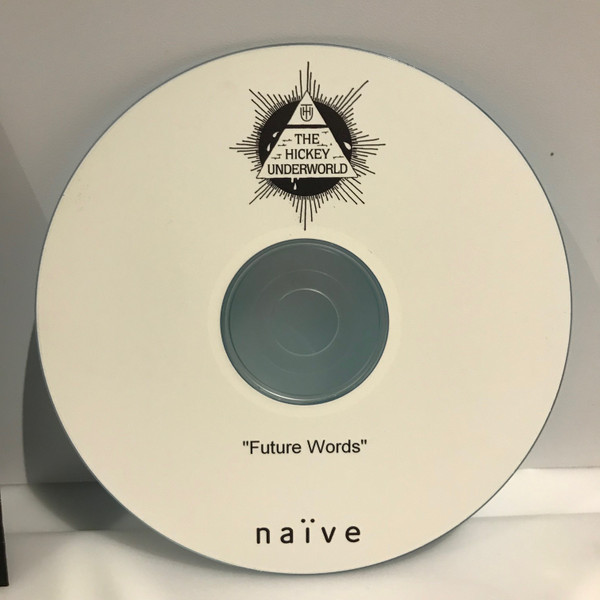 THE
HICKEY
UNDERWORLD
"Future Words"
naïve